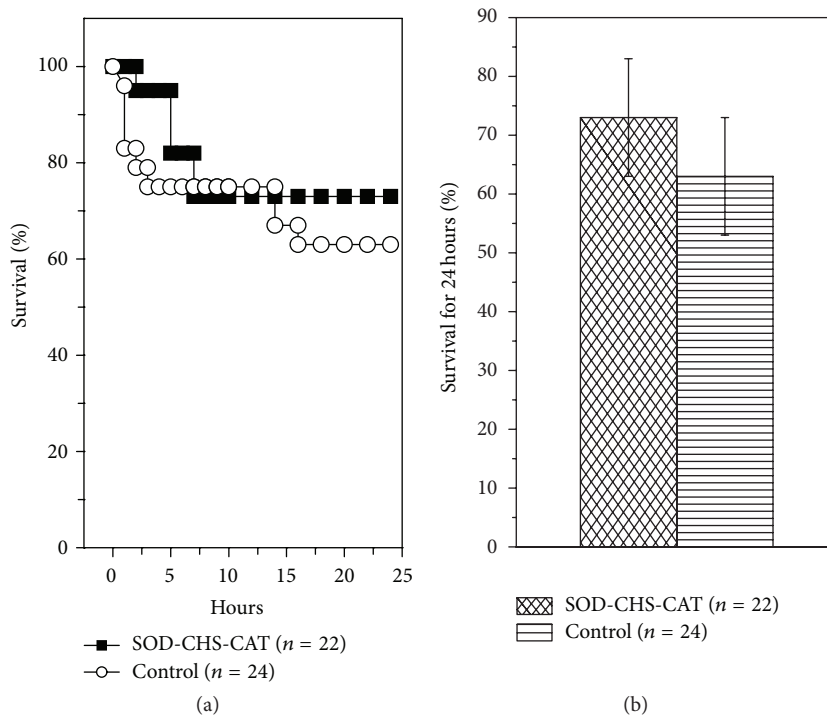 100
80
60
40
20
0
Survival (%)
0 5 10 15 20 25
Hours
SOD-CHS-CAT (n = 22)
Control (n = 24)
(a)
90
80
70
60
50
40
30
20
10
0
Survival for 24 hours (%)
SOD-CHS-CAT (n = 22)
Control (n = 24)
(b)